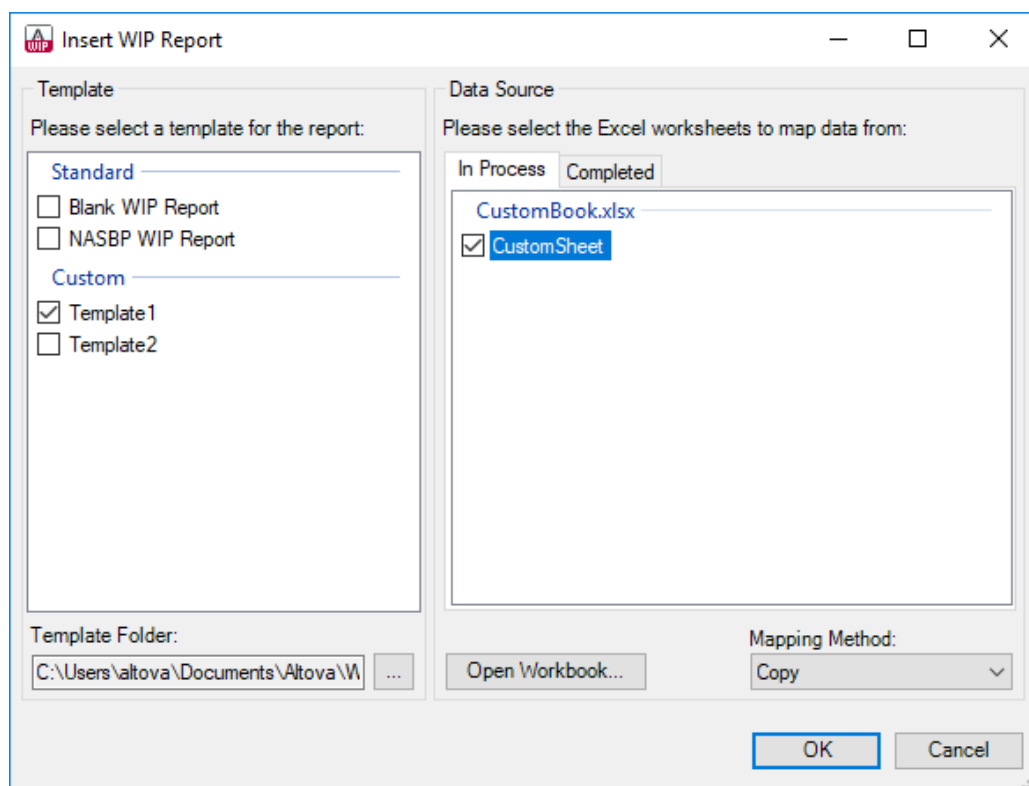 WIP
Insert WIP Report
Template
Please select a template for the report:
Standard
Blank WIP Report
NASBP WIP Report
Custom
Template1
Template2
Template Folder:
C:\Users\altova\Documents\Altova\W
...
Data Source
Please select the Excel worksheets to map data from:
In Process
Completed
CustomBook.xlsx
CustomSheet
Open Workbook...
Mapping Method:
Copy
OK
Cancel